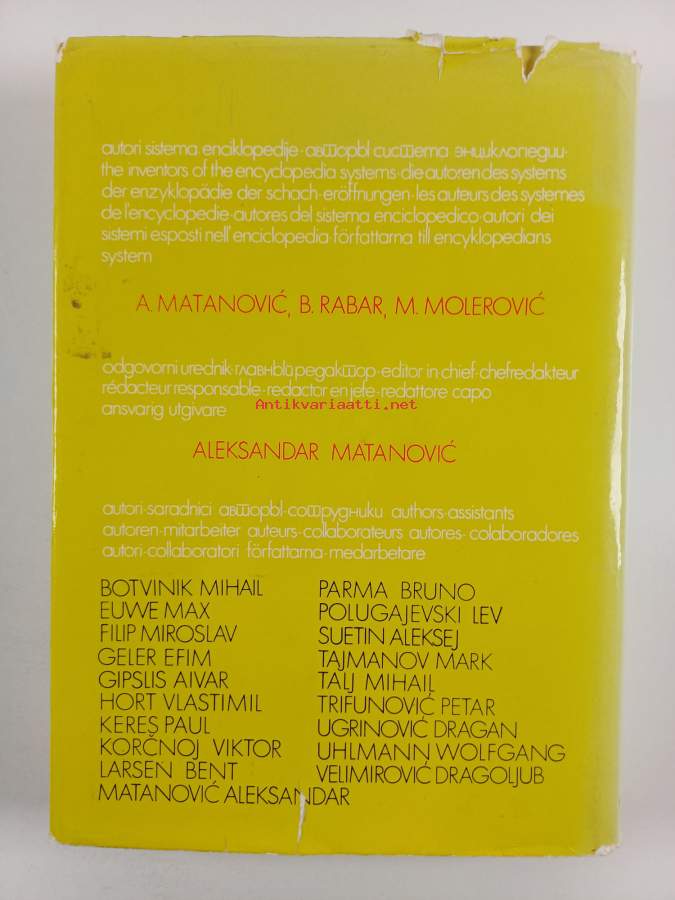 autori sistema enciklopedije·авторы система энциклопедии·
the inventors of the encyclopedia systems·die autoren des systems
der enzyklopädie der schach-eröffnungen·les auteurs des systemes
de l'encyclopedie·autores del sistema enciclopedico·autori dei
sistemi esposti nell'enciclopedia·författarna till encyklopedians
system
A. MATANOVIĆ, B. RABAR, M. MOLEROVIĆ
odgovorni urednik·главный редактор·editor in chief·chefredakteur
rédacteur responsable·redactor en jefe·redattore capo
ansvarig utgivare
Antikvariaatti.net
ALEKSANDAR MATANOVIĆ
autori·saradnici авторы·сотрудники authors·assistants
autoren·mitarbeiter auteurs·collaborateurs autores·colaboradores
autori·collaboratori författarna·medarbetare
BOTVINIK MIHAIL
EUWE MAX
FILIP MIROSLAV
GELER EFIM
GIPSLIS AIVAR
HORT VLASTIMIL
KERES PAUL
KORČNOJ VIKTOR
LARSEN BENT
MATANOVIĆ ALEKSANDAR
PARMA BRUNO
POLUGAJEVSKI LEV
SUETIN ALEKSEJ
TAJMANOV MARK
TALJ MIHAIL
TRIFUNOVIĆ PETAR
UGRINOVIĆ DRAGAN
UHLMANN WOLFGANG
VELIMIROVIĆ DRAGOLJUB